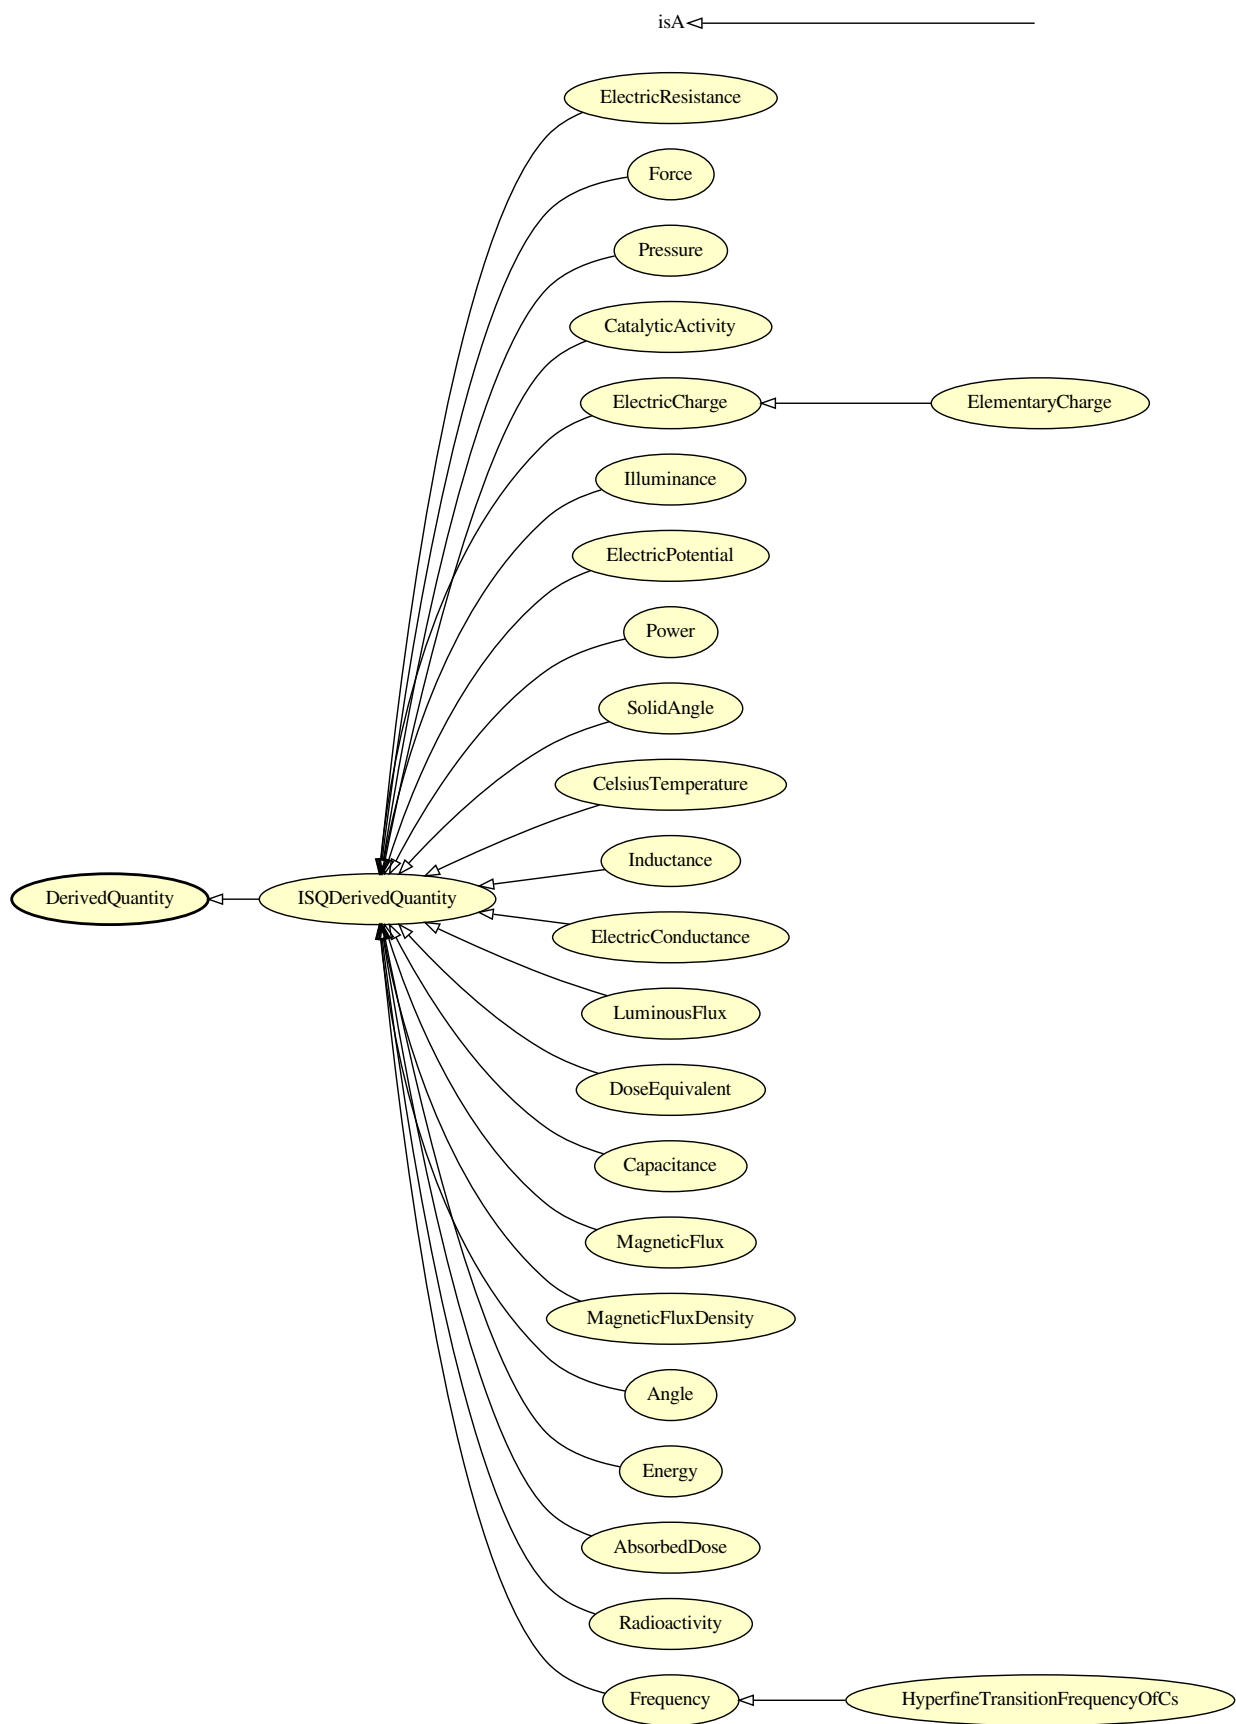 isA
ElectricResistance
Force
Pressure
CatalyticActivity
ElectricCharge
ElementaryCharge
Illuminance
ElectricPotential
Power
SolidAngle
CelsiusTemperature
Inductance
DerivedQuantity
ISQDerivedQuantity
ElectricConductance
LuminousFlux
DoseEquivalent
Capacitance
MagneticFlux
MagneticFluxDensity
Angle
Energy
AbsorbedDose
Radioactivity
Frequency
HyperfineTransitionFrequencyOfCs